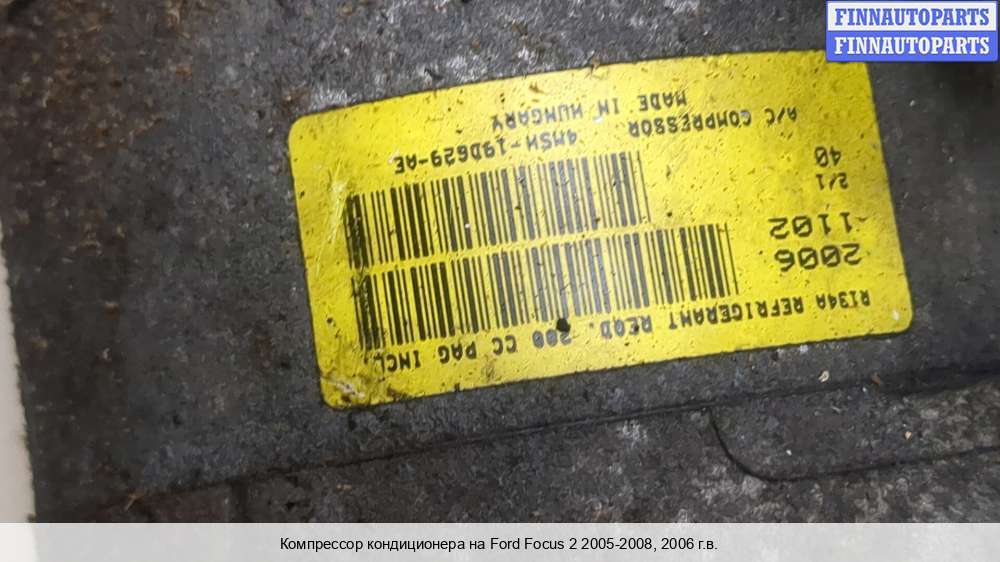 FINNAUTOPARTS
FINNAUTOPARTS
A/C COMPRESSOR
MADE IN HUNGARY
4M5H-19D629-AE
2/1
40
2006
1102
R134A REFRIGERANT REQD. 200 CC PAG INCL.
Компрессор кондиционера на Ford Focus 2 2005-2008, 2006 г.в.